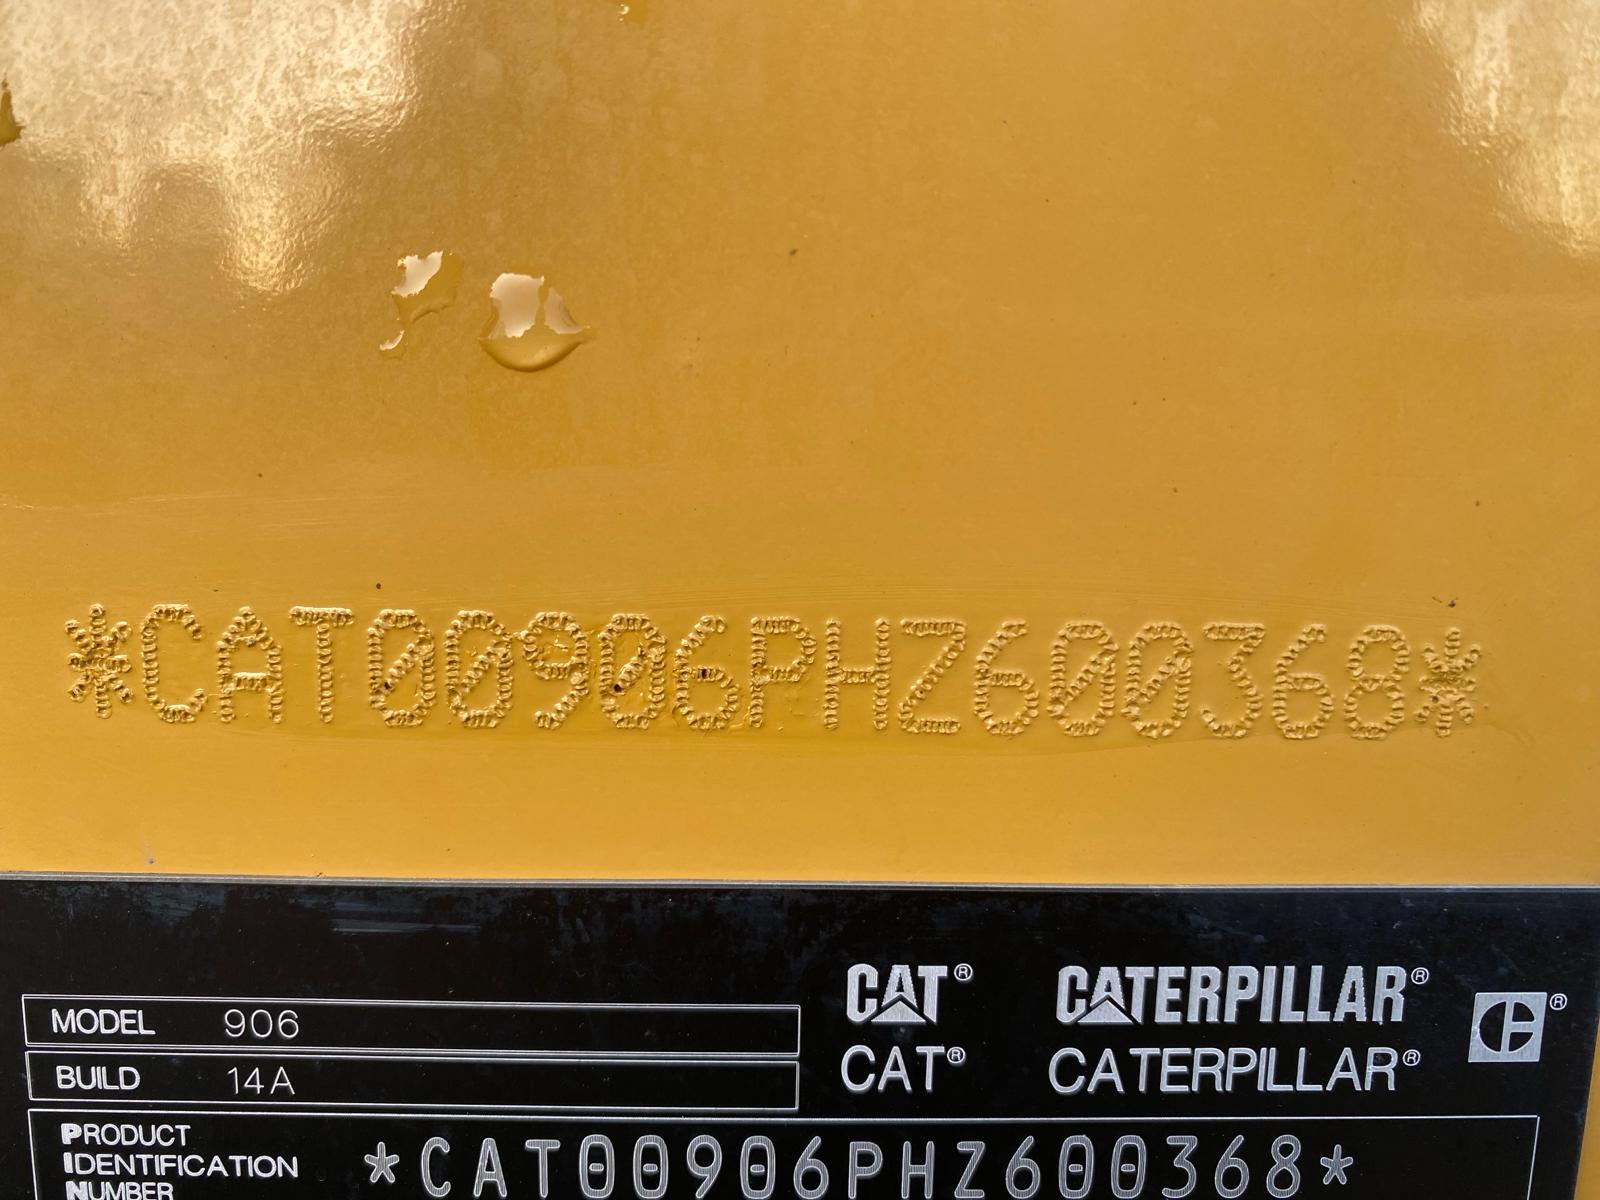 *CAT00906PHZ600368*
CAT® CATERPILLAR®
MODEL 906
CAT® CATERPILLAR®
BUILD 14A
PRODUCT
IDENTIFICATION
NUMBER
*CAT00906PHZ600368*